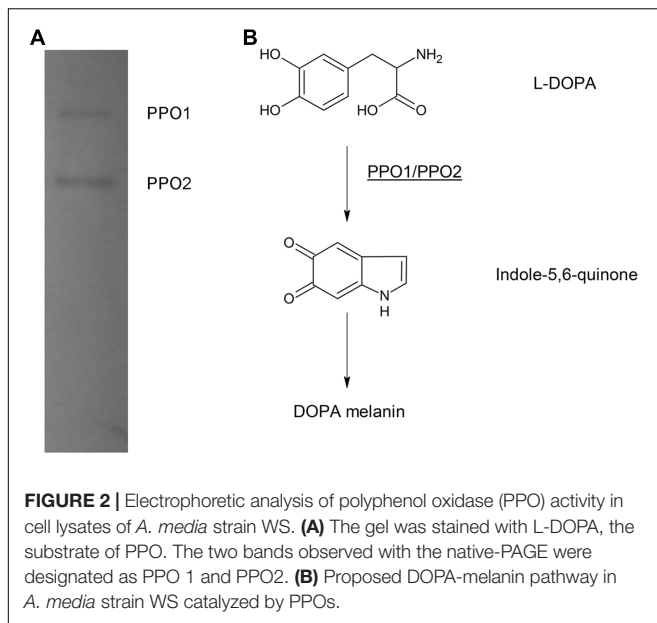 A
PPO1
PPO2
B
HO
HO
NH2
HO
O
L-DOPA
PPO1/PPO2
O
O
N
H
Indole-5,6-quinone
DOPA melanin
FIGURE 2 | Electrophoretic analysis of polyphenol oxidase (PPO) activity in
cell lysates of A. media strain WS. (A) The gel was stained with L-DOPA, the
substrate of PPO. The two bands observed with the native-PAGE were
designated as PPO 1 and PPO2. (B) Proposed DOPA-melanin pathway in
A. media strain WS catalyzed by PPOs.